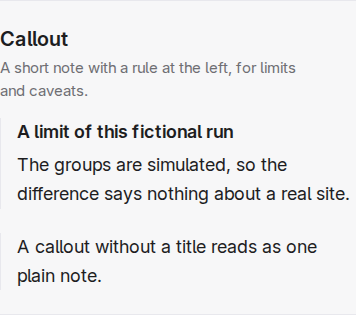 Callout
A short note with a rule at the left, for limits
and caveats.
A limit of this fictional run
The groups are simulated, so the
difference says nothing about a real site.
A callout without a title reads as one
plain note.